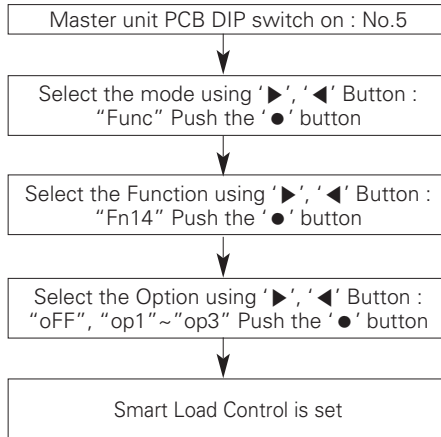 Master unit PCB DIP switch on : No.5
Select the mode using ‘▶’, ‘◀’ Button :
“Func” Push the ‘●’ button
Select the Function using ‘▶’, ‘◀’ Button :
“Fn14” Push the ‘●’ button
Select the Option using ‘▶’, ‘◀’ Button :
“oFF”, “op1”~”op3” Push the ‘●’ button
Smart Load Control is set